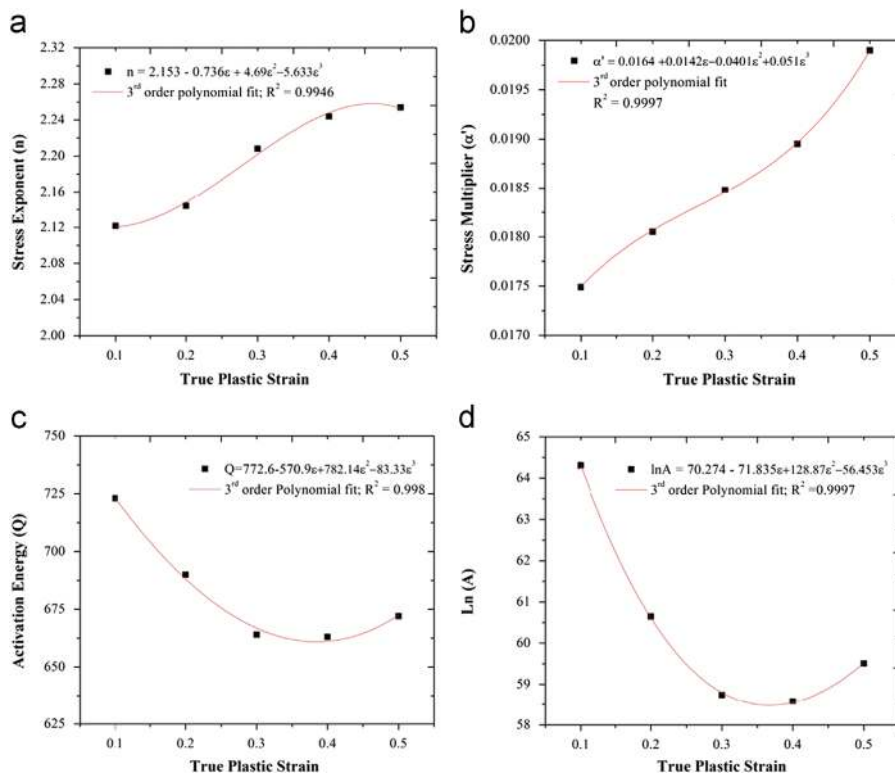 a
2.32
2.28
2.24
2.20
2.16
2.12
2.08
2.04
2.00
Stress Exponent (n)
n = 2.153 - 0.736ε + 4.69ε²−5.633ε³
3rd order polynomial fit; R² = 0.9946
0.1 0.2 0.3 0.4 0.5
True Plastic Strain
b
0.0200
0.0195
0.0190
0.0185
0.0180
0.0175
0.0170
Stress Multiplier (α')
α' = 0.0164 +0.0142ε−0.0401ε²+0.051ε³
3rd order polynomial fit
R² = 0.9997
0.1 0.2 0.3 0.4 0.5
True Plastic Strain
c
750
725
700
675
650
625
Activation Energy (Q)
Q=772.6-570.9ε+782.14ε²−83.33ε³
3rd order Polynomial fit; R² = 0.998
0.1 0.2 0.3 0.4 0.5
True Plastic Strain
d
65
64
63
62
61
60
59
58
Ln (A)
lnA = 70.274 - 71.835ε+128.87ε²−56.453ε³
3rd order Polynomial fit; R² =0.9997
0.1 0.2 0.3 0.4 0.5
True Plastic Strain